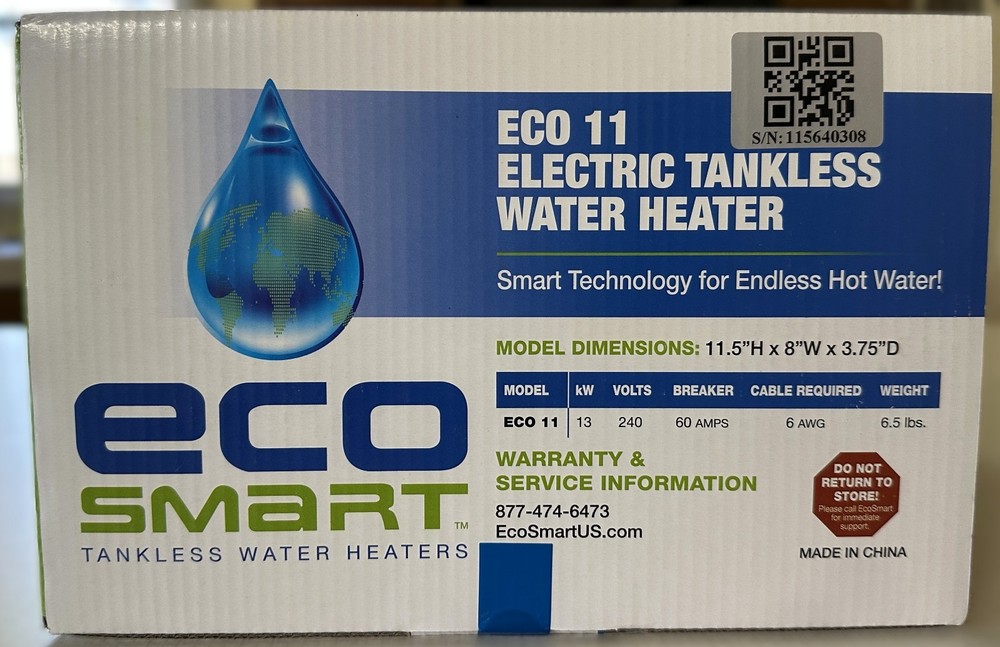 S/N: 115640308
ECO 11
ELECTRIC TANKLESS
WATER HEATER
Smart Technology for Endless Hot Water!
eco
SMART™
TANKLESS WATER HEATERS
MODEL DIMENSIONS: 11.5"H x 8"W x 3.75"D
MODEL kW VOLTS BREAKER CABLE REQUIRED WEIGHT
ECO 11 13 240 60 AMPS 6 AWG 6.5 lbs.
WARRANTY &
SERVICE INFORMATION
877-474-6473
EcoSmartUS.com
DO NOT
RETURN TO
STORE!
Please call EcoSmart
for immediate
support.
MADE IN CHINA